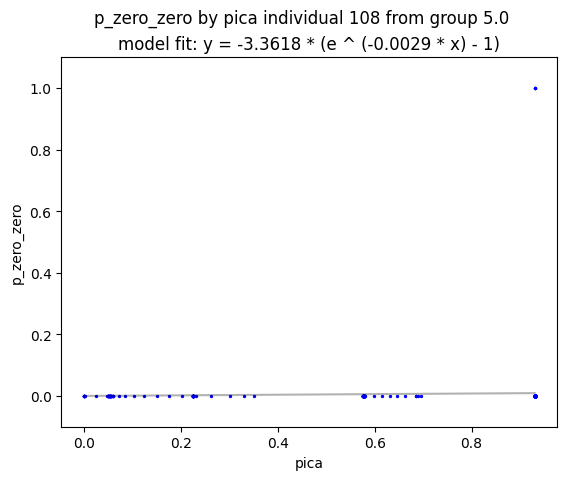 p_zero_zero by pica individual 108 from group 5.0
model fit: y = -3.3618 * (e ^ (-0.0029 * x) - 1)
1.0
0.8
0.6
0.4
0.2
0.0
p_zero_zero
0.0 0.2 0.4 0.6 0.8
pica